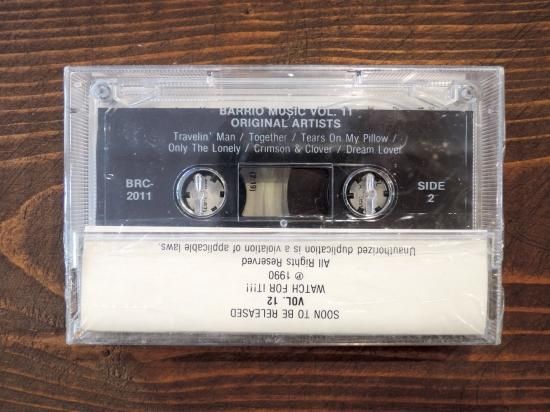 BARRIO MUSIC VOL. 11
ORIGINAL ARTISTS
Travelin' Man / Together / Tears On My Pillow /
Only The Lonely / Crimson & Clover / Dream Lover
BRC-
2011
(61-2)
SIDE
2
SOON TO BE RELEASED
VOL. 12
WATCH FOR IT!!!
℗ 1990
All Rights Reserved
Unauthorized duplication is a violation of applicable laws.